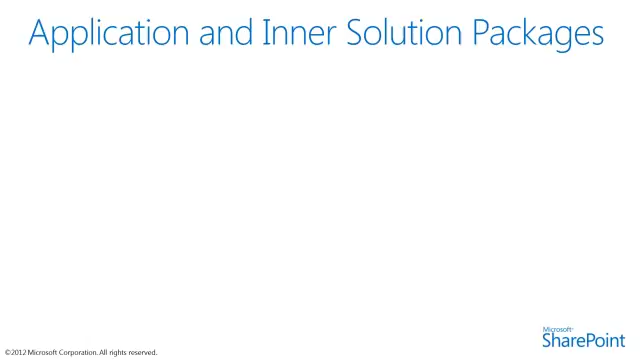 Application and Inner Solution Packages
Microsoft®
SharePoint
©2012 Microsoft Corporation. All rights reserved.